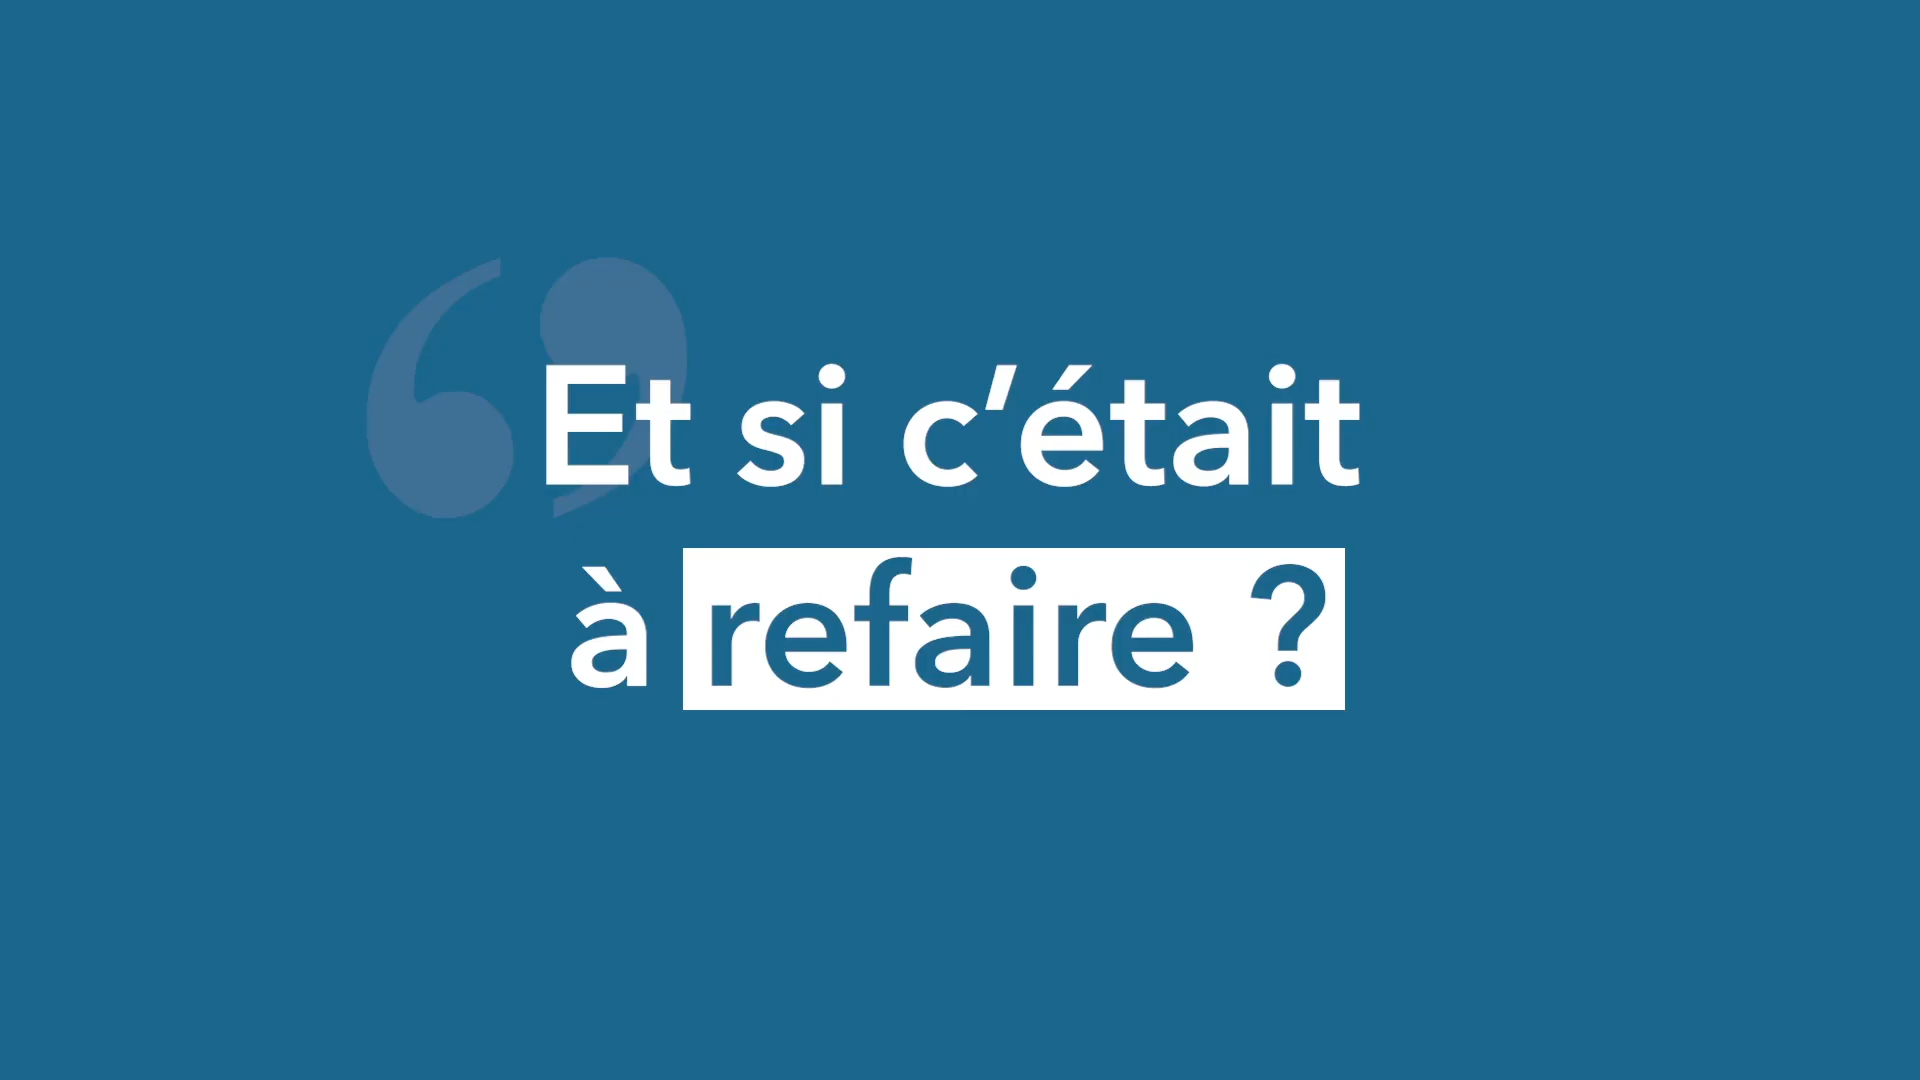 Et si c’était
à refaire ?